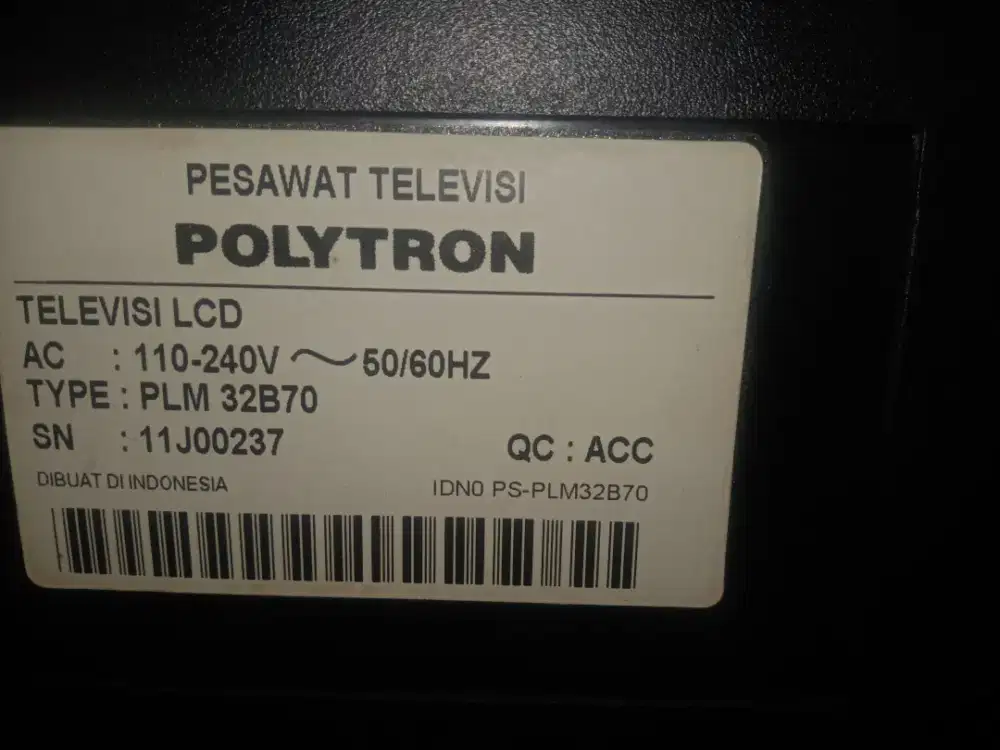 PESAWAT TELEVISI
POLYTRON
TELEVISI LCD
AC : 110-240V ~ 50/60HZ
TYPE : PLM 32B70
SN : 11J00237
QC : ACC
DIBUAT DI INDONESIA
IDN0 PS-PLM32B70